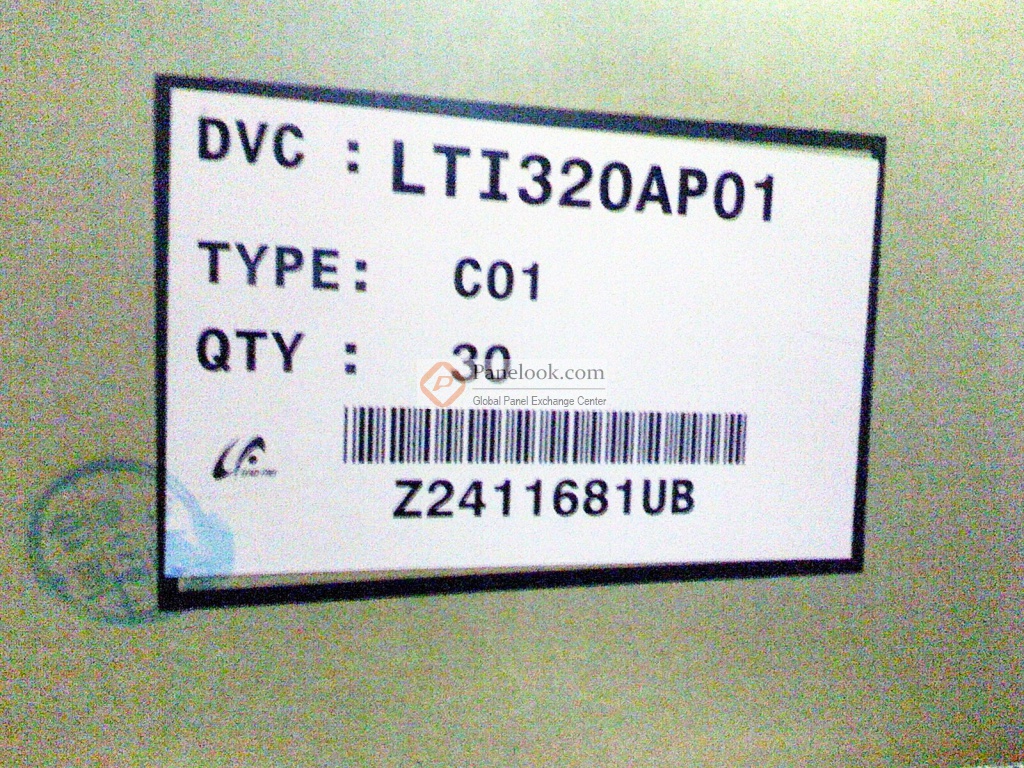 DVC : LTI320AP01
TYPE: C01
QTY : 30
Panelook.com
Global Panel Exchange Center
Z2411681UB